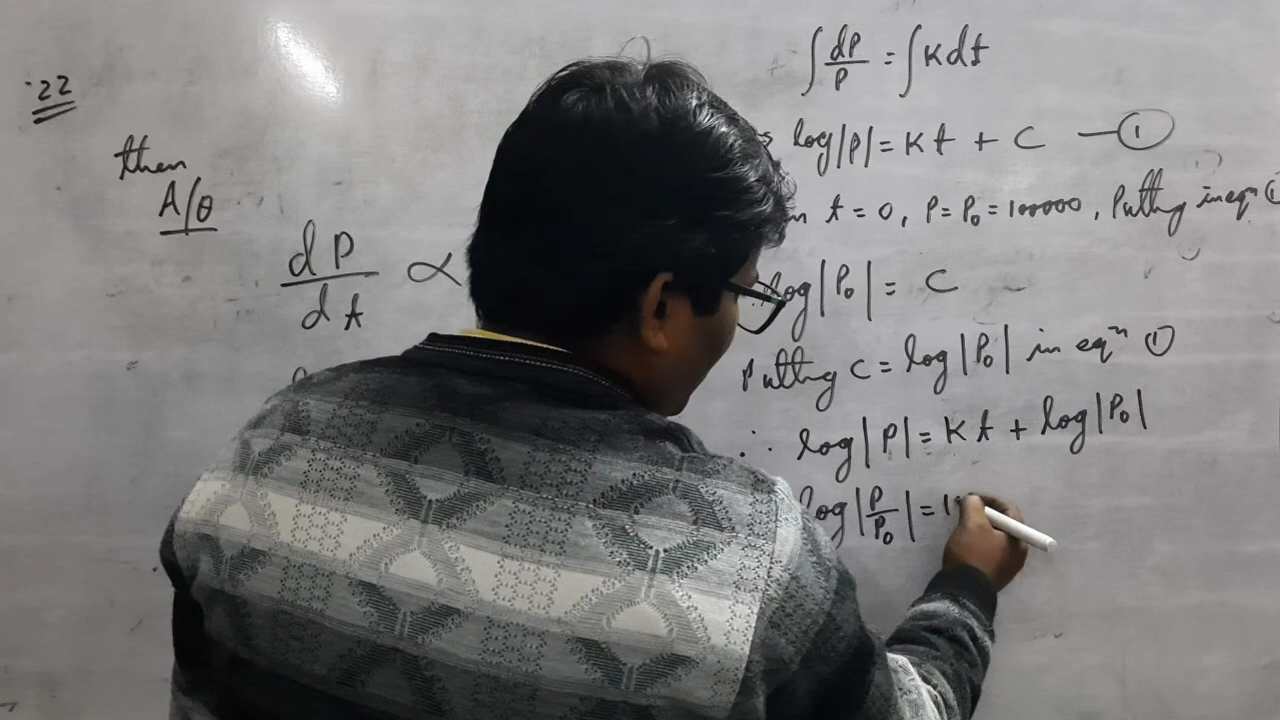 '22
then
A/θ
dP/dt ∝
∫ dP/P = ∫ K dt
log|P| = Kt + C — ①
t = 0, P = P₀ = 100000, Putting in eqⁿ ①
log|P₀| = C
Putting C = log|P₀| in eqⁿ ①
∴ log|P| = Kt + log|P₀|
log|P/P₀| =